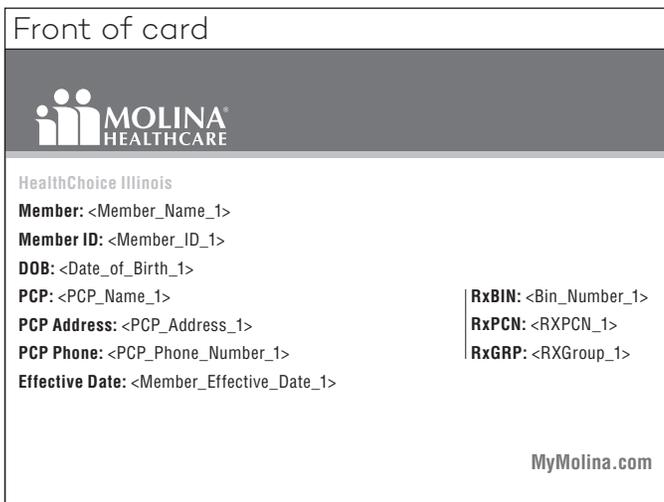 Front of card
MOLINA®
HEALTHCARE
HealthChoice Illinois
Member: <Member_Name_1>
Member ID: <Member_ID_1>
DOB: <Date_of_Birth_1>
PCP: <PCP_Name_1>
PCP Address: <PCP_Address_1>
PCP Phone: <PCP_Phone_Number_1>
Effective Date: <Member_Effective_Date_1>
RxBIN: <Bin_Number_1>
RxPCN: <RXPCN_1>
RxGRP: <RXGroup_1>
MyMolina.com